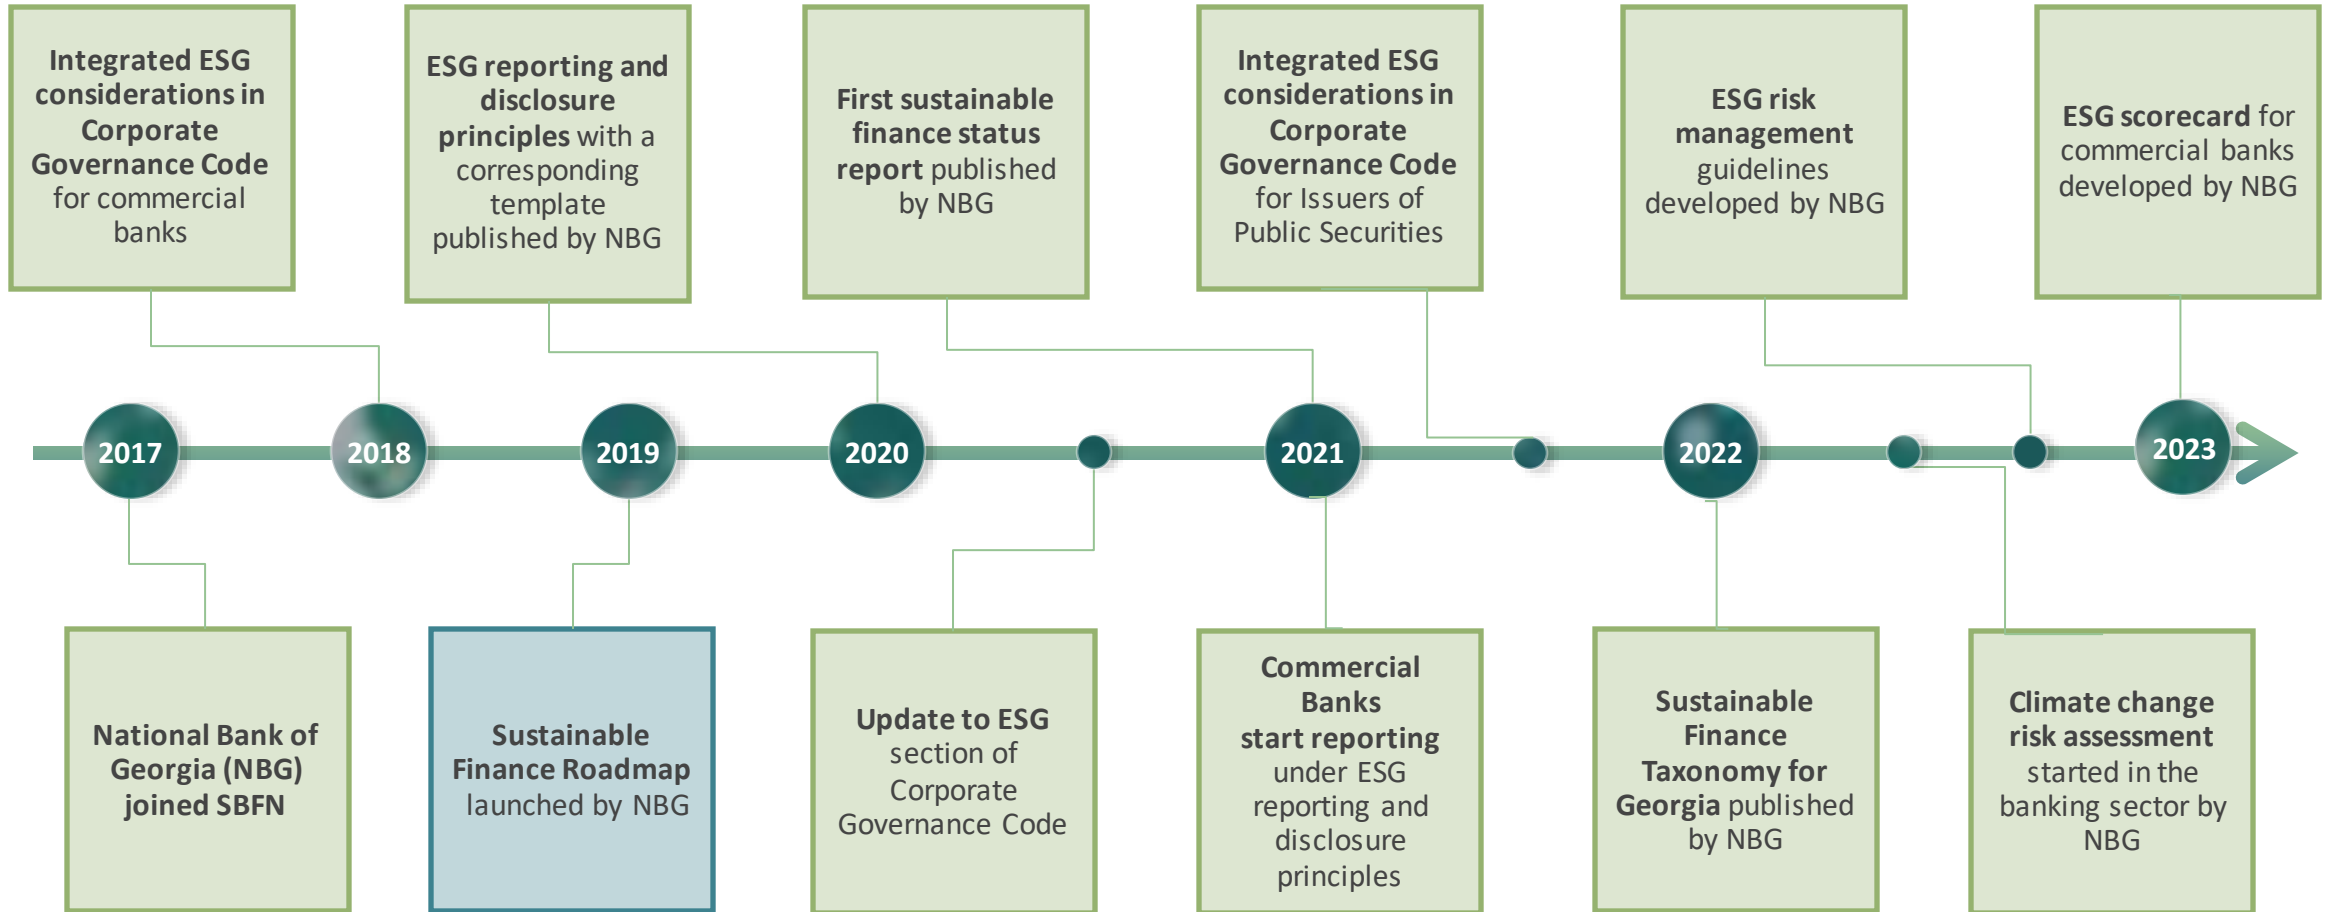 Integrated ESG
considerations in
Corporate
Governance Code
for commercial
banks
ESG reporting and
disclosure
principles with a
corresponding
template
published by NBG
First sustainable
finance status
report published
by NBG
Integrated ESG
considerations in
Corporate
Governance Code
for Issuers of
Public Securities
ESG risk
management
guidelines
developed by NBG
ESG scorecard for
commercial banks
developed by NBG
2017
2018
2019
2020
2021
2022
2023
National Bank of
Georgia (NBG)
joined SBFN
Sustainable
Finance Roadmap
launched by NBG
Update to ESG
section of
Corporate
Governance Code
Commercial
Banks
start reporting
under ESG
reporting and
disclosure
principles
Sustainable
Finance
Taxonomy for
Georgia published
by NBG
Climate change
risk assessment
started in the
banking sector by
NBG